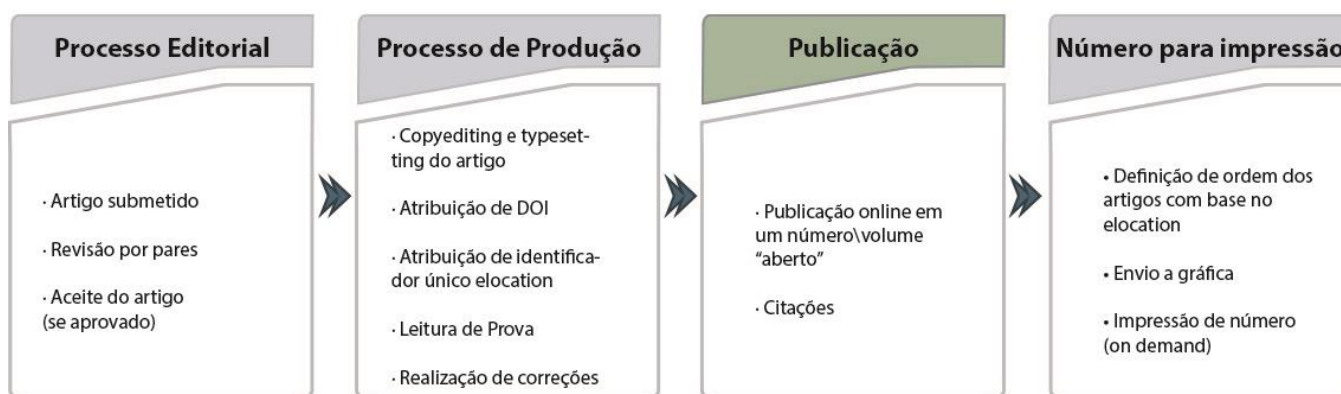 Processo Editorial
· Artigo submetido
· Revisão por pares
· Aceite do artigo
(se aprovado)
Processo de Produção
· Copyediting e typeset-
ting do artigo
· Atribuição de DOI
· Atribuição de identifica-
dor único elocation
· Leitura de Prova
· Realização de correções
Publicação
· Publicação online em
um número\volume
“aberto”
· Citações
Número para impressão
• Definição de ordem dos
artigos com base no
elocation
• Envio a gráfica
• Impressão de número
(on demand)